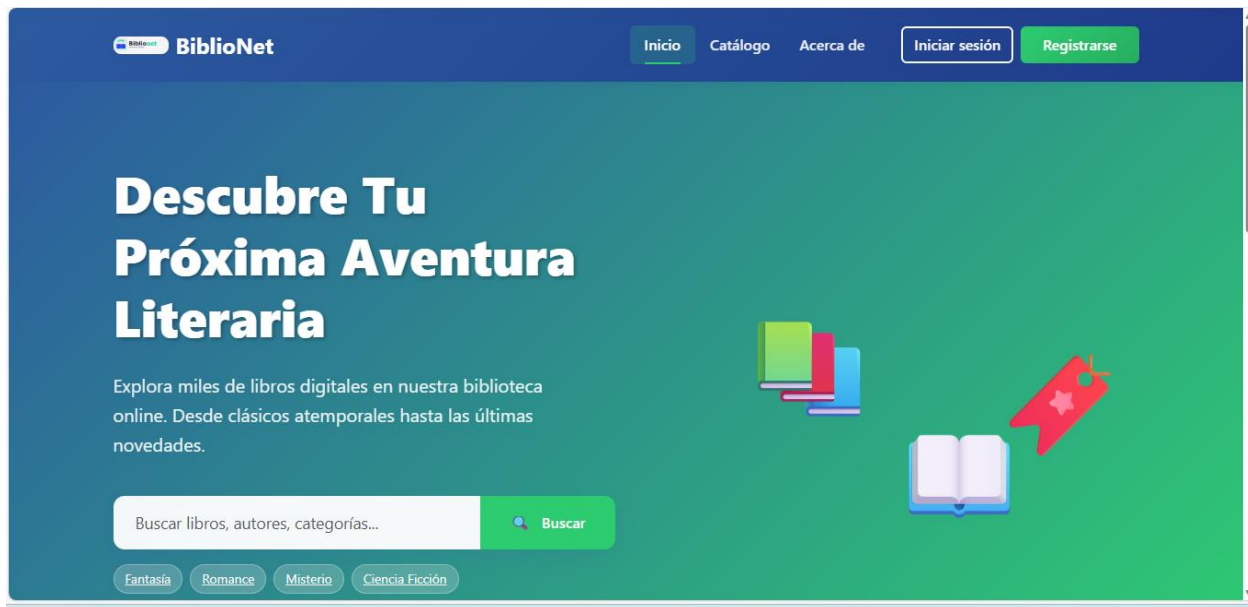 Biblionet BiblioNet
Inicio Catálogo Acerca de Iniciar sesión Registrarse
Descubre Tu
Próxima Aventura
Literaria
Explora miles de libros digitales en nuestra biblioteca
online. Desde clásicos atemporales hasta las últimas
novedades.
Buscar libros, autores, categorías... Buscar
Fantasía Romance Misterio Ciencia Ficción